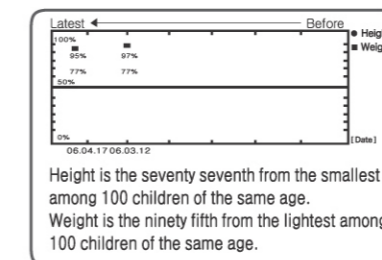 Latest Before
100%
95% 97%
77% 77%
50%
0%
[Date]
06.04.17 06.03.12
Height is the seventy seventh from the smallest
among 100 children of the same age.
Weight is the ninety fifth from the lightest among
100 children of the same age.